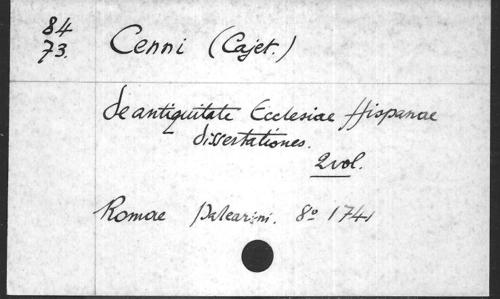 84
73.
Cenni (Cajet.)
de antiquitate Ecclesiae Hispanae
dissertationes.
2 vol.
Romae Palearini. 8º 1741